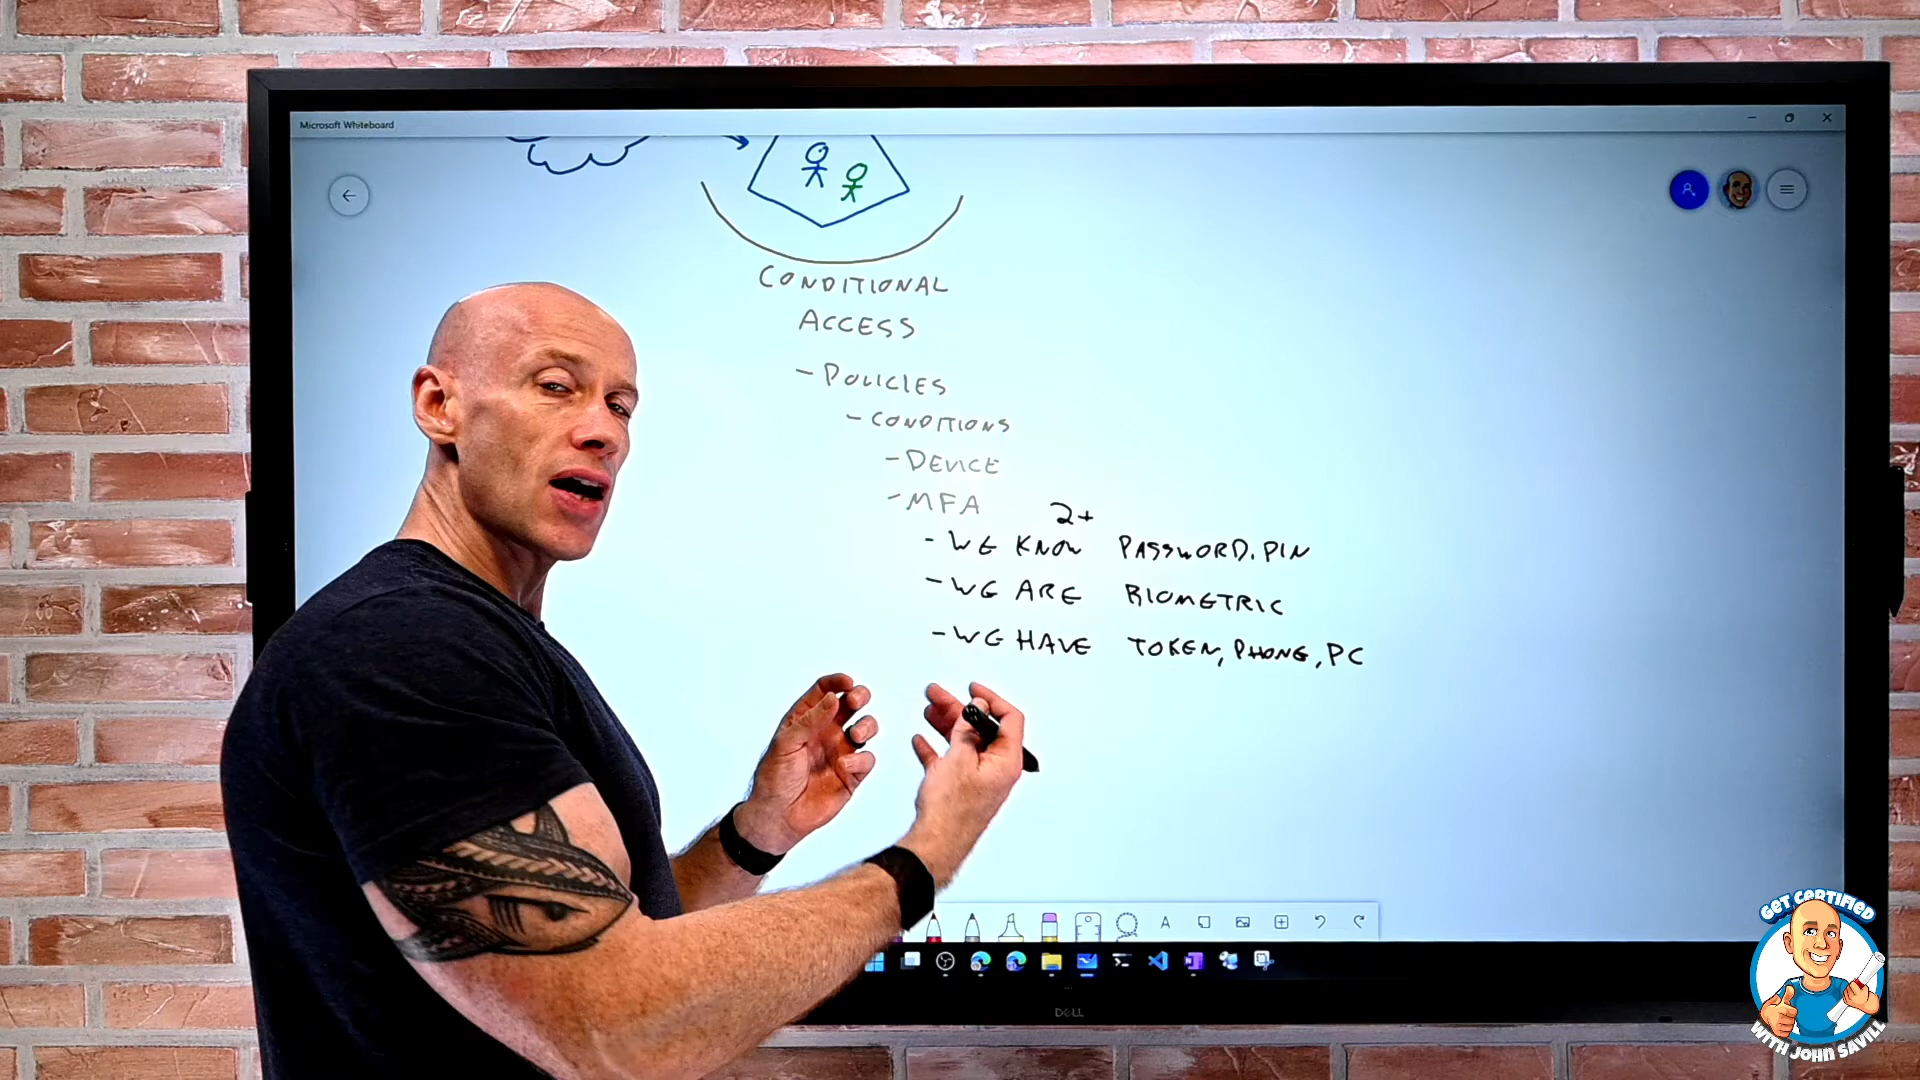 Microsoft Whiteboard
CONDITIONAL
ACCESS
- POLICIES
- CONDITIONS
- DEVICE
- MFA 2+
- WE KNOW PASSWORD, PIN
- WE ARE BIOMETRIC
- WE HAVE TOKEN, PHONE, PC
DELL
GET CERTIFIED
WITH JOHN SAVILL